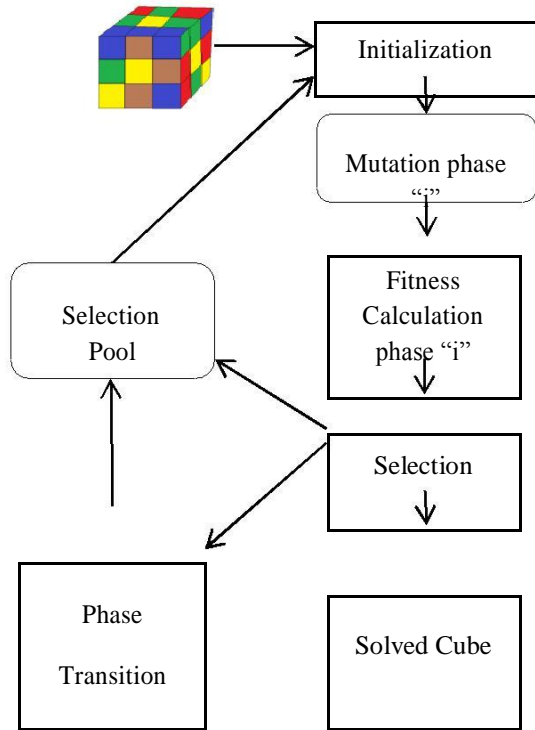 Initialization
Mutation phase
“i”
Fitness
Calculation
phase “i”
Selection
Pool
Selection
Phase
Transition
Solved Cube